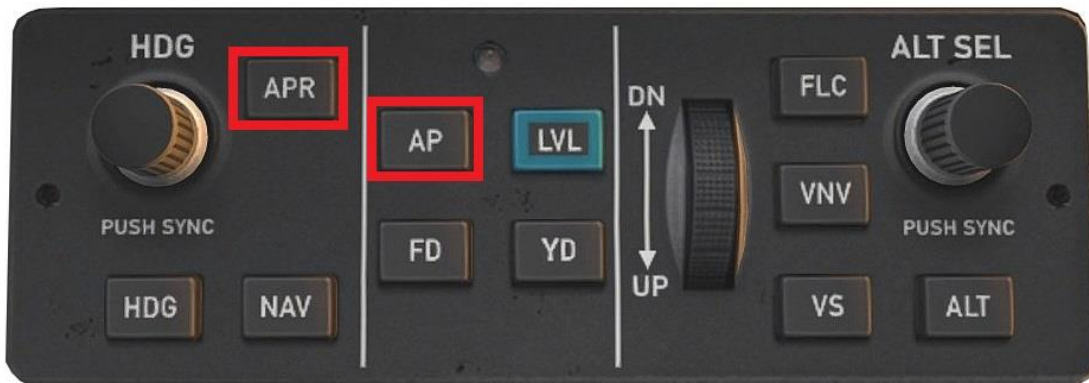 HDG
APR
PUSH SYNC
HDG NAV
AP LVL
FD YD
DN
UP
ALT SEL
FLC
VNV
PUSH SYNC
VS ALT